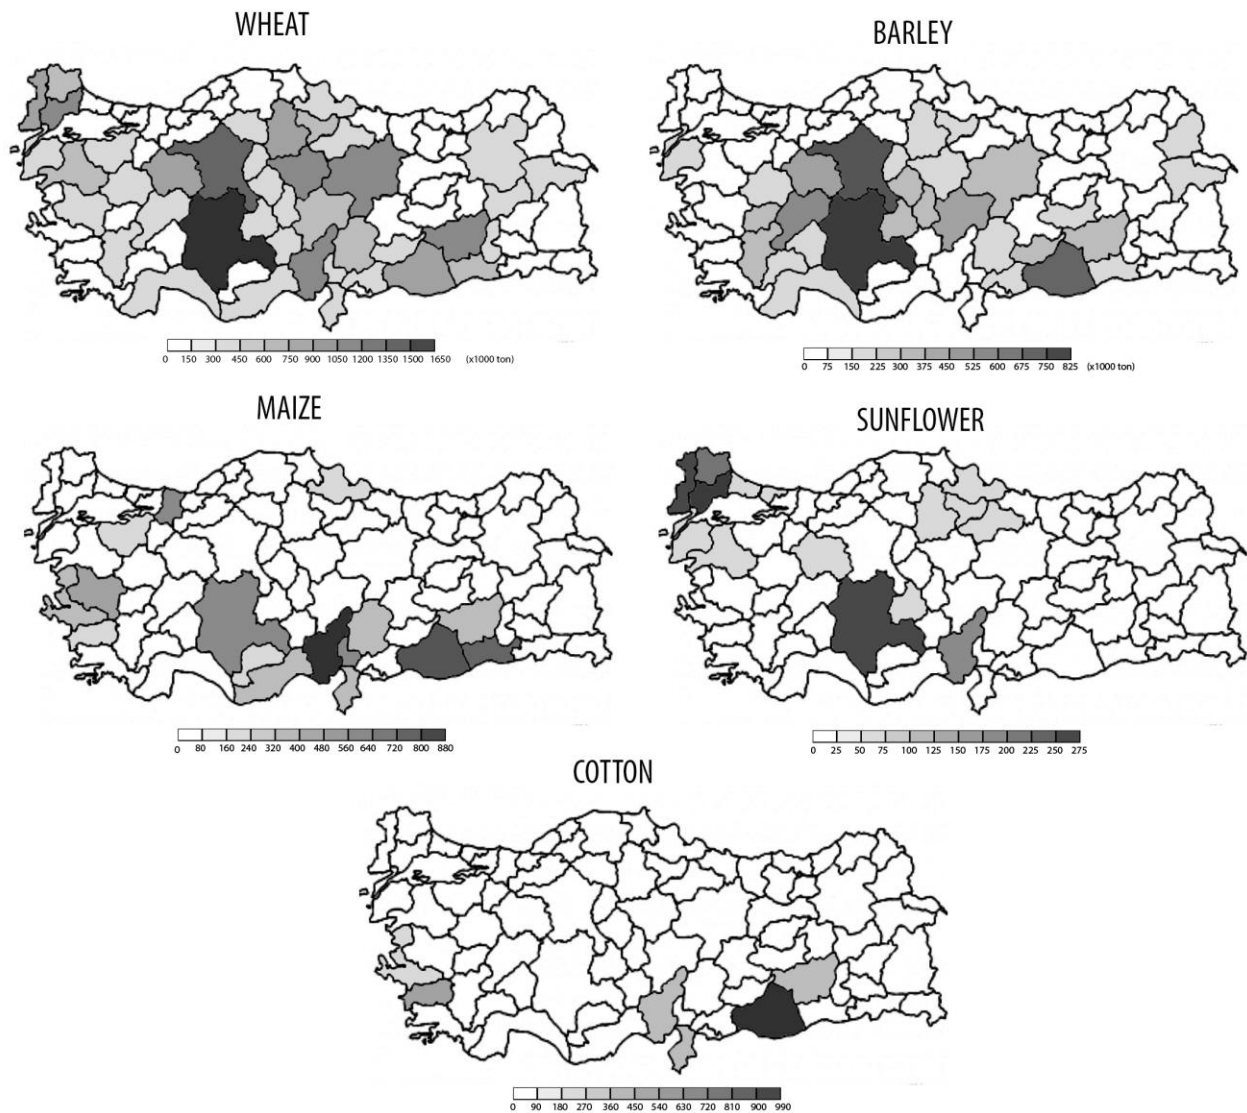 WHEAT
BARLEY
0 150 300 450 600 750 900 1050 1200 1350 1500 1650 (x1000 ton)
0 75 150 225 300 375 450 525 600 675 750 825 (x1000 ton)
MAIZE
SUNFLOWER
0 80 160 240 320 400 480 560 640 720 800 880
0 25 50 75 100 125 150 175 200 225 250 275
COTTON
0 90 180 270 360 450 540 630 720 810 900 990